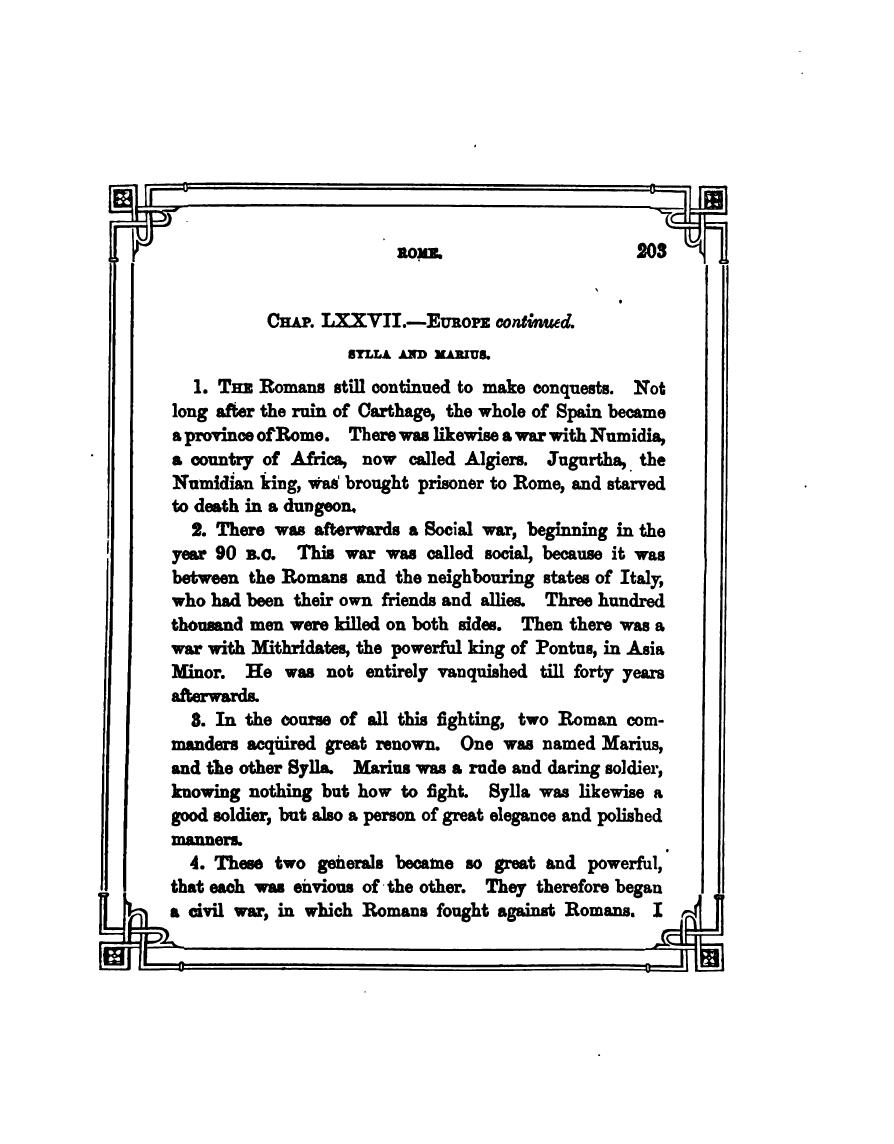 ROME. 203
CHAP. LXXVII.—EUROPE continued.
SYLLA AND MARIUS.
1. THE Romans still continued to make conquests. Not
long after the ruin of Carthage, the whole of Spain became
a province of Rome. There was likewise a war with Numidia,
a country of Africa, now called Algiers. Jugurtha, the
Numidian king, was brought prisoner to Rome, and starved
to death in a dungeon.
2. There was afterwards a Social war, beginning in the
year 90 B.C. This war was called social, because it was
between the Romans and the neighbouring states of Italy,
who had been their own friends and allies. Three hundred
thousand men were killed on both sides. Then there was a
war with Mithridates, the powerful king of Pontus, in Asia
Minor. He was not entirely vanquished till forty years
afterwards.
3. In the course of all this fighting, two Roman com-
manders acquired great renown. One was named Marius,
and the other Sylla. Marius was a rude and daring soldier,
knowing nothing but how to fight. Sylla was likewise a
good soldier, but also a person of great elegance and polished
manners.
4. These two generals became so great and powerful,
that each was envious of the other. They therefore began
a civil war, in which Romans fought against Romans. I